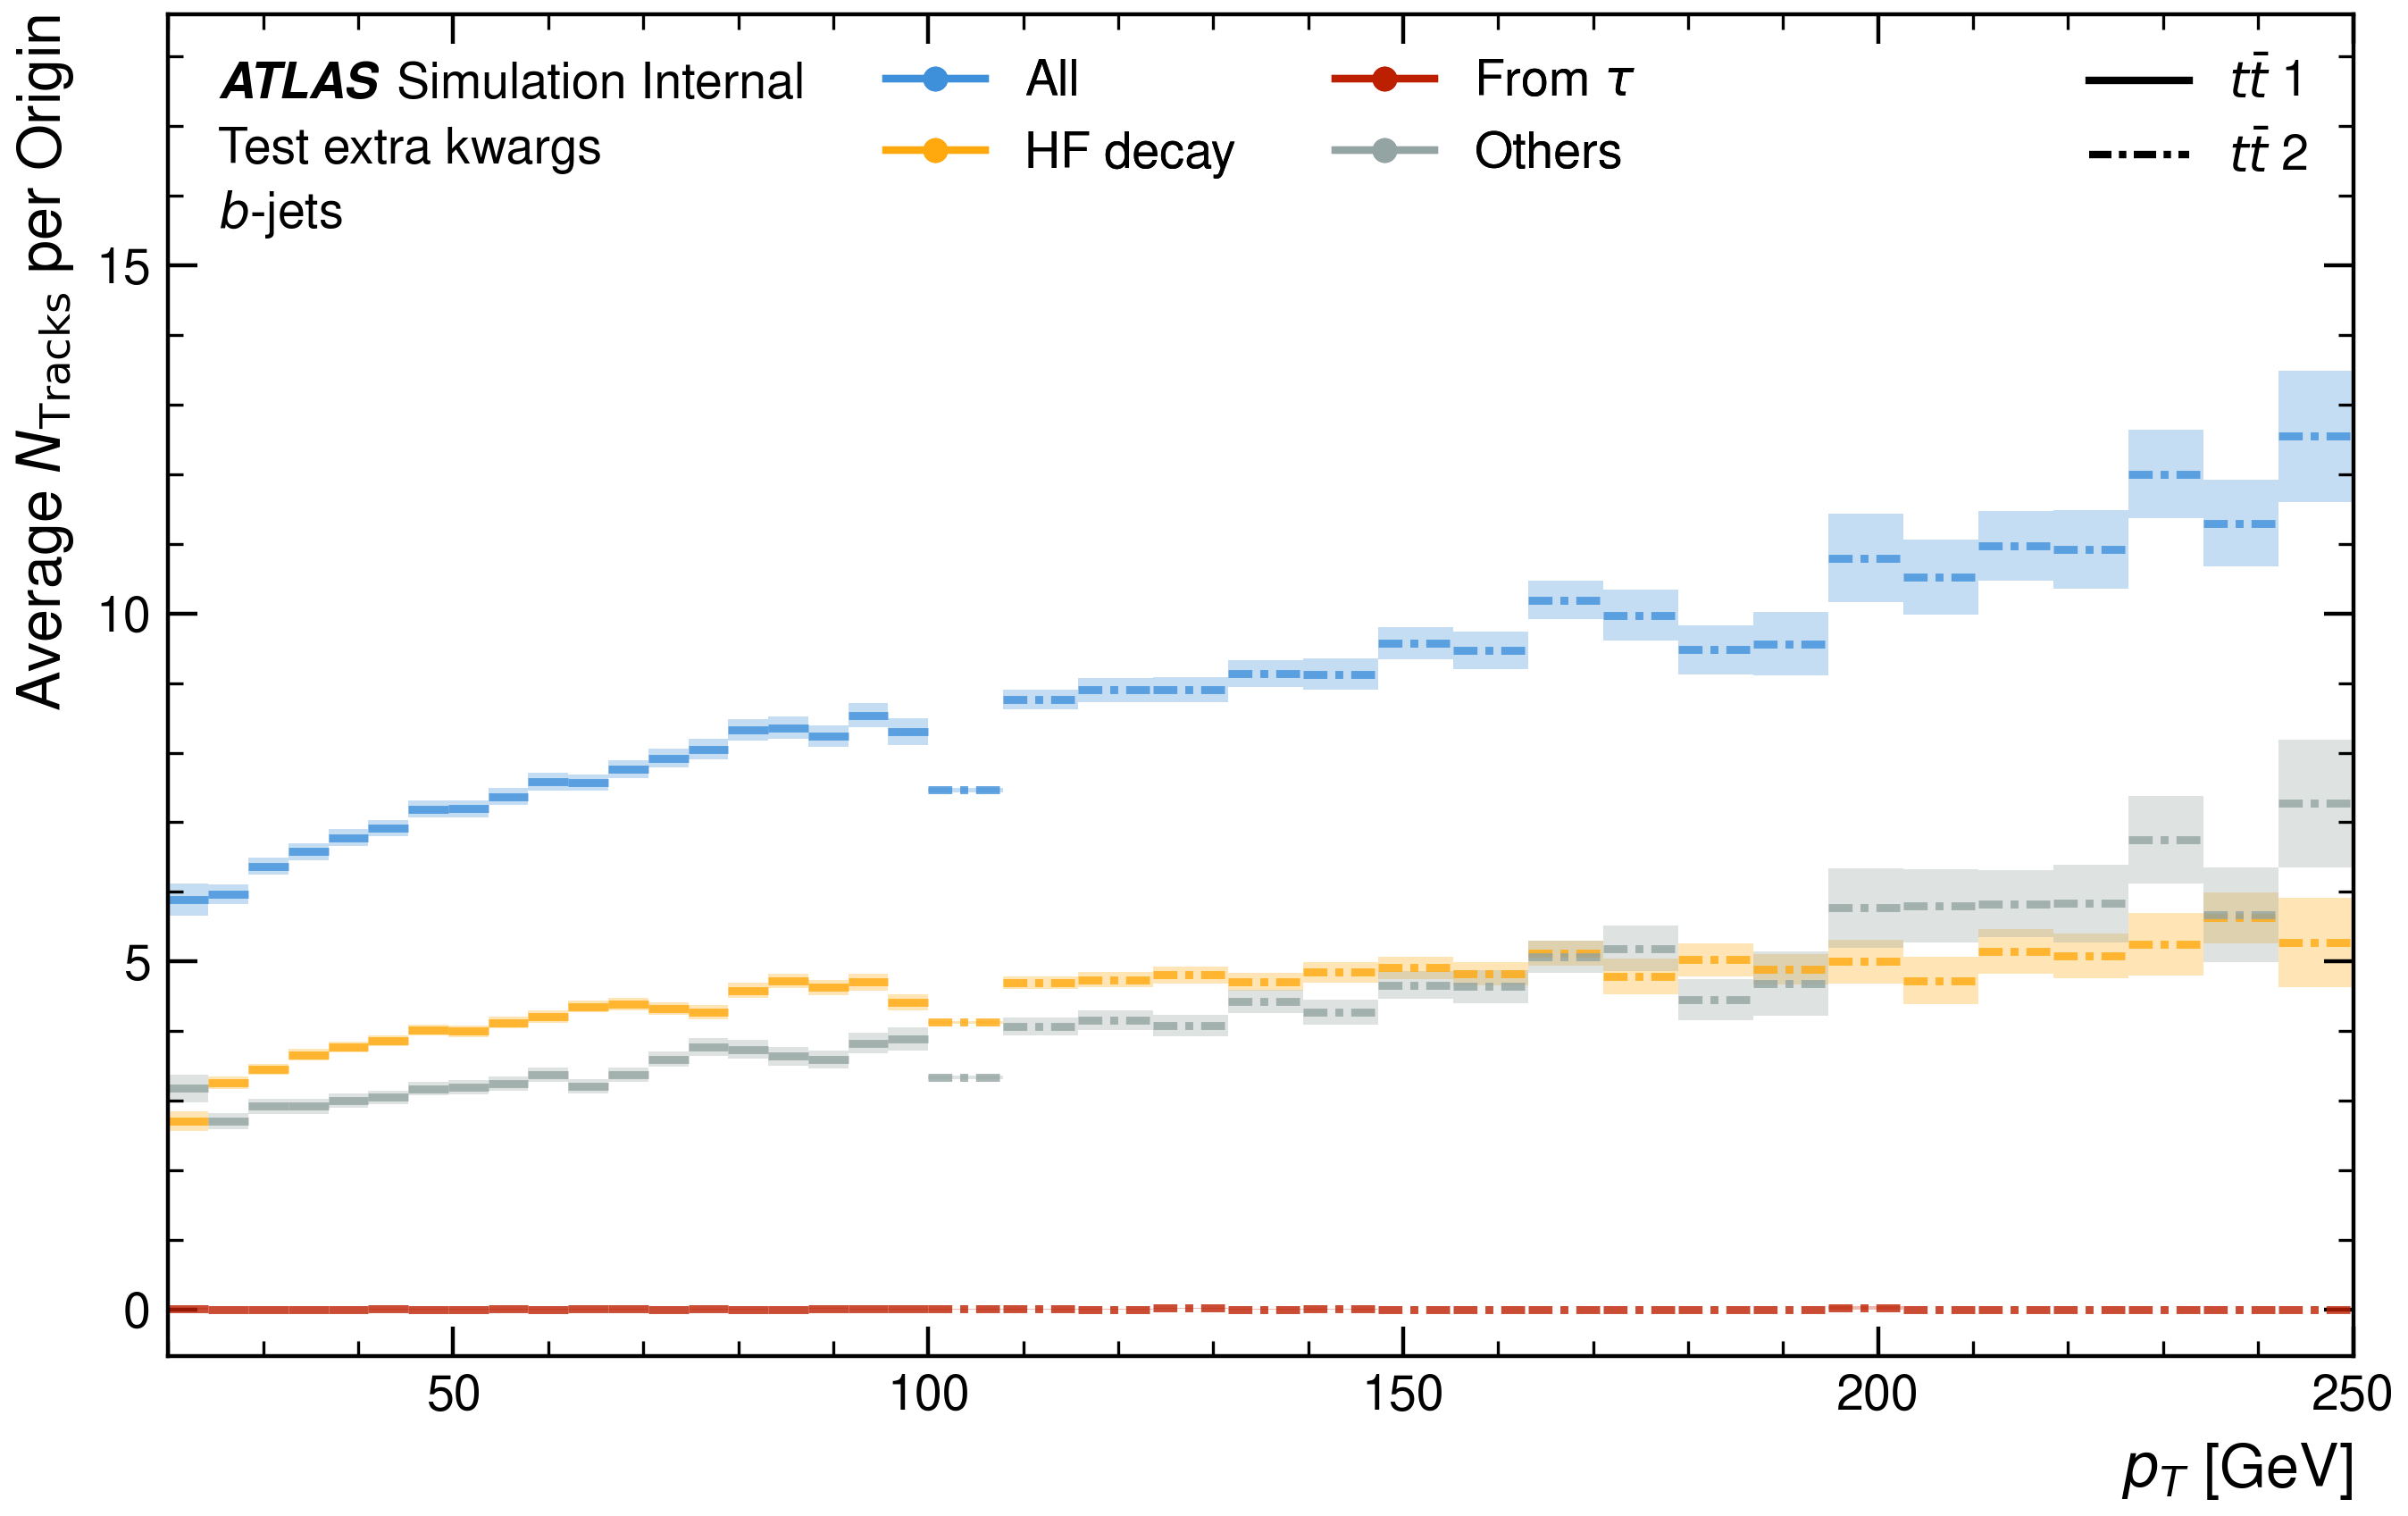 Average N_Tracks per Origin
ATLAS Simulation Internal
Test extra kwargs
b-jets
All
HF decay
From τ
Others
tt̄ 1
tt̄ 2
15
10
5
0
50 100 150 200 250
p_T [GeV]